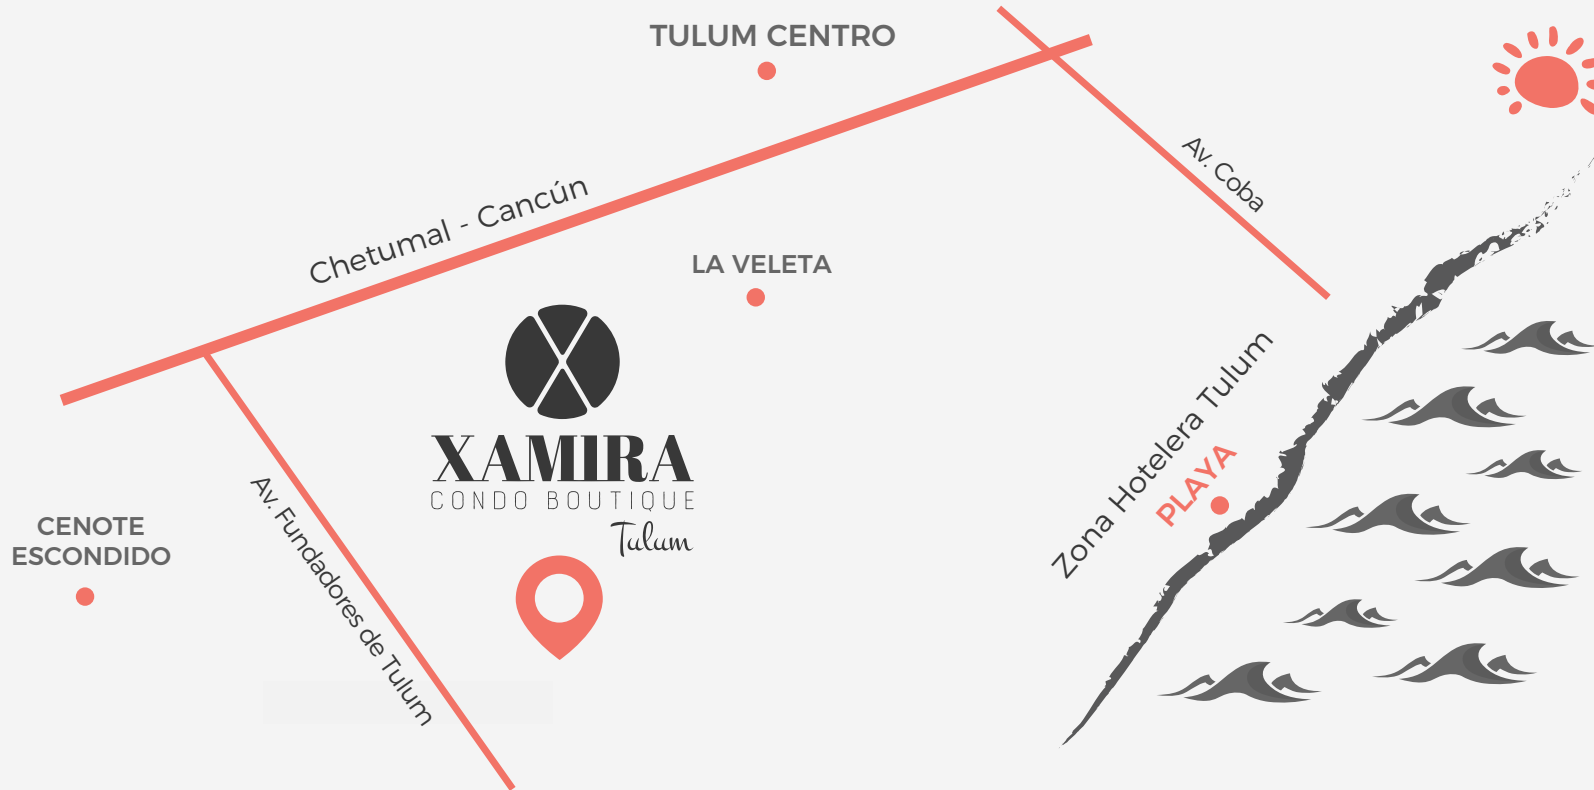 TULUM CENTRO
Av. Coba
Chetumal - Cancún
LA VELETA
XAMIRA
CONDO BOUTIQUE
Tulum
Zona Hotelera Tulum
PLAYA
CENOTE
ESCONDIDO
Av. Fundadores de Tulum